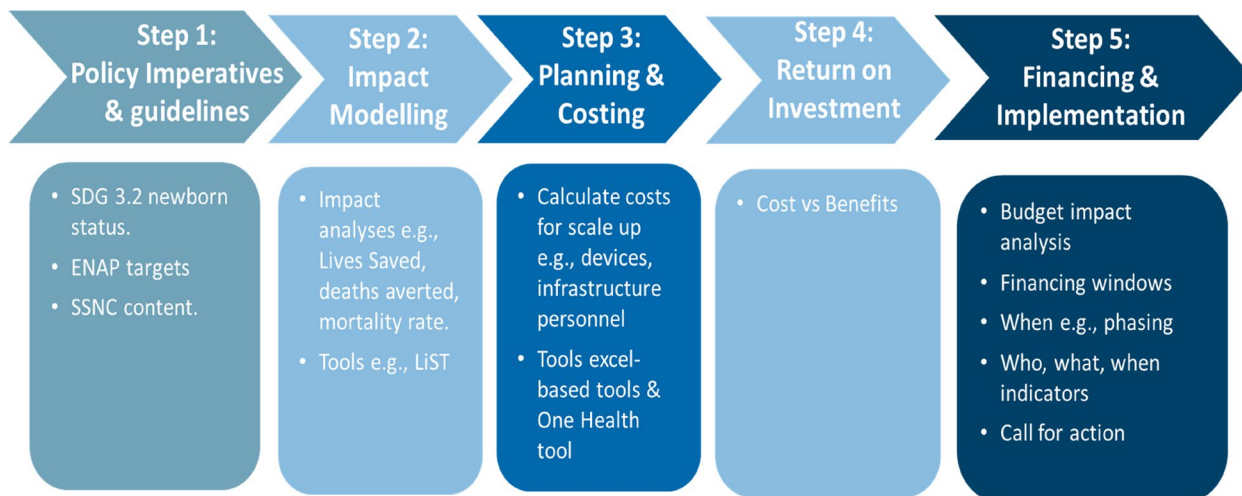 Step 1:
Policy Imperatives
& guidelines
Step 2:
Impact
Modelling
Step 3:
Planning &
Costing
Step 4:
Return on
Investment
Step 5:
Financing &
Implementation
• SDG 3.2 newborn
status.
• ENAP targets
• SSNC content.
• Impact
analyses e.g.,
Lives Saved,
deaths averted,
mortality rate.
• Tools e.g., LiST
• Calculate costs
for scale up
e.g., devices,
infrastructure
personnel
• Tools excel-
based tools &
One Health
tool
• Cost vs Benefits
• Budget impact
analysis
• Financing windows
• When e.g., phasing
• Who, what, when
indicators
• Call for action